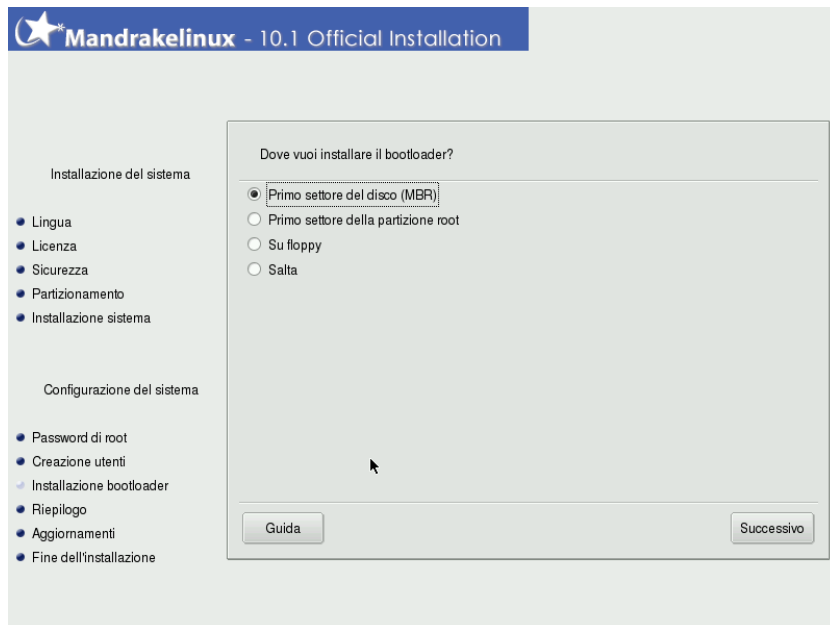 Mandrakelinux - 10.1 Official Installation
Installazione del sistema
Lingua
Licenza
Sicurezza
Partizionamento
Installazione sistema
Configurazione del sistema
Password di root
Creazione utenti
Installazione bootloader
Riepilogo
Aggiornamenti
Fine dell'installazione
Dove vuoi installare il bootloader?
Primo settore del disco (MBR)
Primo settore della partizione root
Su floppy
Salta
Guida
Successivo